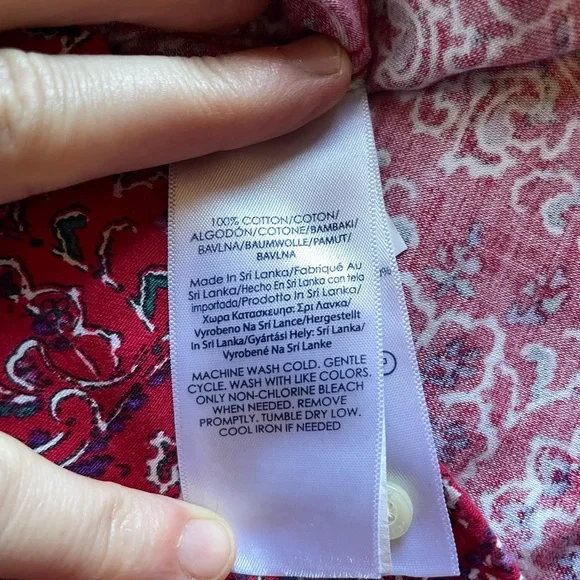 100% COTTON/COTON/
ALGODÓN/COTONE/BAMBAKI/
BAVLNA/BAUMWOLLE/PAMUT/
BAVLNA
Made In Sri Lanka/Fabriqué Au
Sri Lanka/Hecho En Sri Lanka con tela
importada/Prodotto In Sri Lanka/
Χωρα Κατασκευησ: Σρι Λανκα/
Vyrobeno Na Srí Lance/Hergestellt
In Sri Lanka/Gyártási Hely: Srí Lanka/
Vyrobené Na Srí Lanke
MACHINE WASH COLD. GENTLE
CYCLE. WASH WITH LIKE COLORS.
ONLY NON-CHLORINE BLEACH
WHEN NEEDED. REMOVE
PROMPTLY. TUMBLE DRY LOW.
COOL IRON IF NEEDED